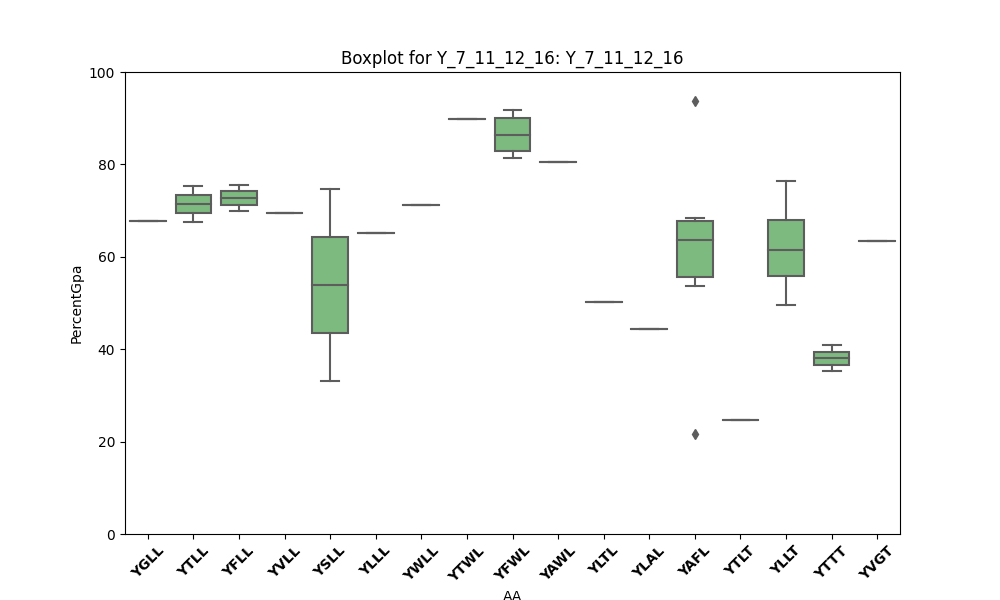 Boxplot for Y_7_11_12_16: Y_7_11_12_16
100
80
60
40
20
0
PercentGpa
YGLL YTLL YFLL YVLL YSLL YLLL YWLL YTWL YFWL YAWL YLTL YLAL YAFL YTLT YLLT YTTT YVGT
AA